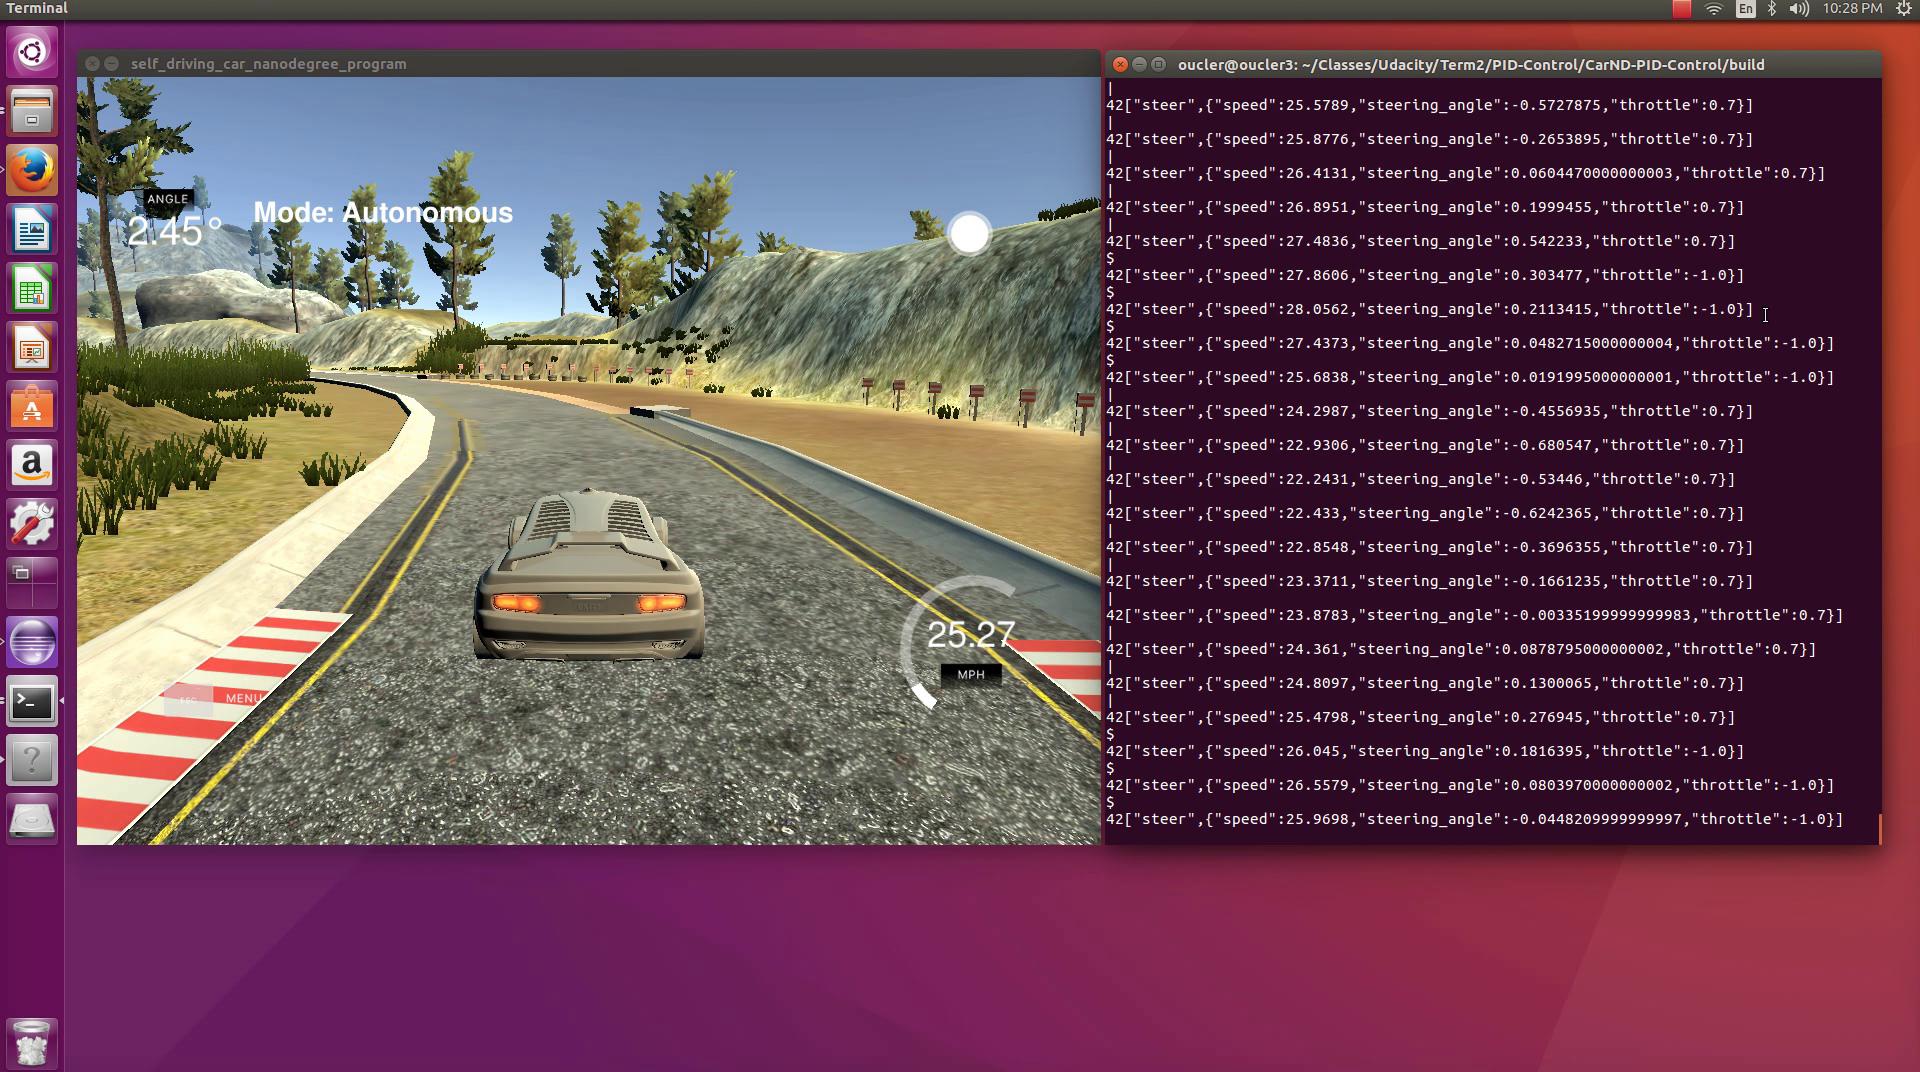 Terminal
En
10:28 PM
self_driving_car_nanodegree_program
ANGLE
2.45°
Mode: Autonomous
25.27
MPH
ESC
MENU
a
>_
?
oucler@oucler3: ~/Classes/Udacity/Term2/PID-Control/CarND-PID-Control/build
|
42["steer",{"speed":25.5789,"steering_angle":-0.5727875,"throttle":0.7}]
|
42["steer",{"speed":25.8776,"steering_angle":-0.2653895,"throttle":0.7}]
|
42["steer",{"speed":26.4131,"steering_angle":0.0604470000000003,"throttle":0.7}]
|
42["steer",{"speed":26.8951,"steering_angle":0.1999455,"throttle":0.7}]
|
42["steer",{"speed":27.4836,"steering_angle":0.542233,"throttle":0.7}]
$
42["steer",{"speed":27.8606,"steering_angle":0.303477,"throttle":-1.0}]
$
42["steer",{"speed":28.0562,"steering_angle":0.2113415,"throttle":-1.0}]
$
42["steer",{"speed":27.4373,"steering_angle":0.0482715000000004,"throttle":-1.0}]
$
42["steer",{"speed":25.6838,"steering_angle":0.0191995000000001,"throttle":-1.0}]
|
42["steer",{"speed":24.2987,"steering_angle":-0.4556935,"throttle":0.7}]
|
42["steer",{"speed":22.9306,"steering_angle":-0.680547,"throttle":0.7}]
|
42["steer",{"speed":22.2431,"steering_angle":-0.53446,"throttle":0.7}]
|
42["steer",{"speed":22.433,"steering_angle":-0.6242365,"throttle":0.7}]
|
42["steer",{"speed":22.8548,"steering_angle":-0.3696355,"throttle":0.7}]
|
42["steer",{"speed":23.3711,"steering_angle":-0.1661235,"throttle":0.7}]
|
42["steer",{"speed":23.8783,"steering_angle":-0.00335199999999983,"throttle":0.7}]
|
42["steer",{"speed":24.361,"steering_angle":0.0878795000000002,"throttle":0.7}]
|
42["steer",{"speed":24.8097,"steering_angle":0.1300065,"throttle":0.7}]
|
42["steer",{"speed":25.4798,"steering_angle":0.276945,"throttle":0.7}]
$
42["steer",{"speed":26.045,"steering_angle":0.1816395,"throttle":-1.0}]
$
42["steer",{"speed":26.5579,"steering_angle":0.0803970000000002,"throttle":-1.0}]
$
42["steer",{"speed":25.9698,"steering_angle":-0.0448209999999997,"throttle":-1.0}]